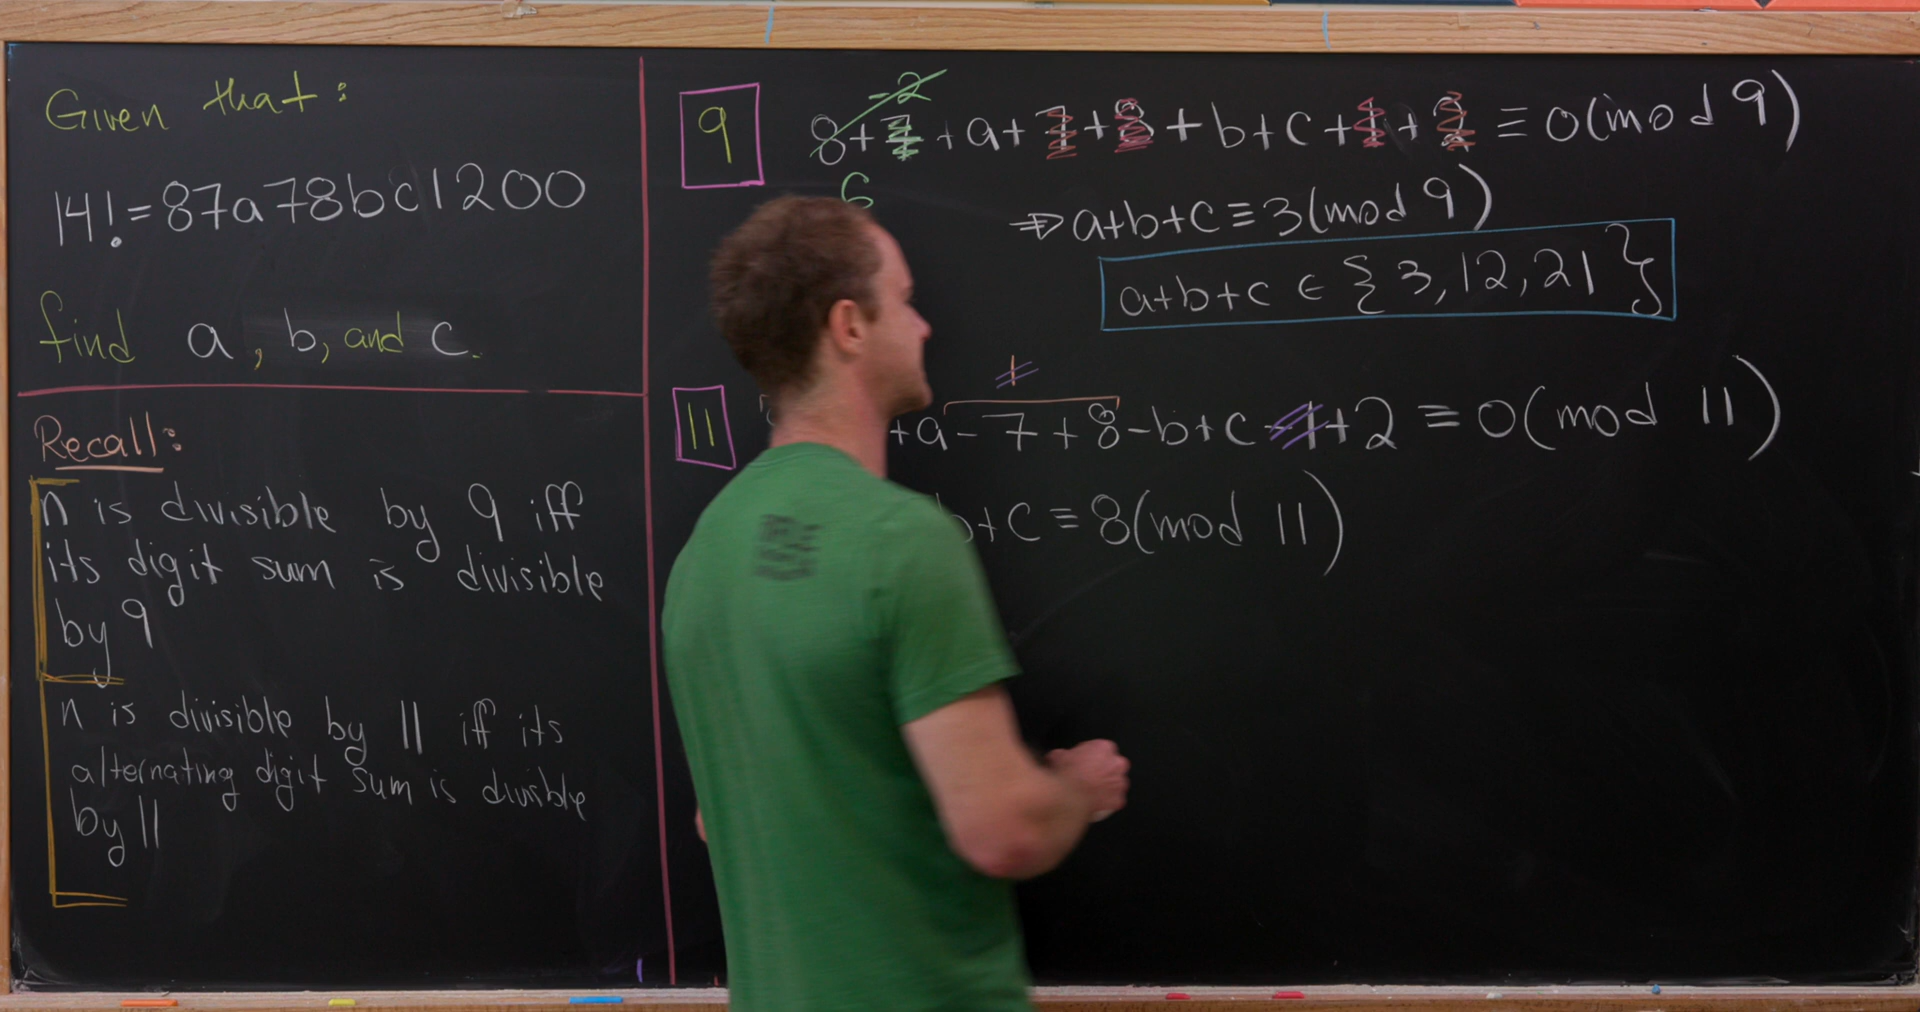 Given that:
14! = 87a78bc1200
find a, b, and c.
Recall:
n is divisible by 9 iff
its digit sum is divisible
by 9
n is divisible by 11 iff its
alternating digit sum is divisible
by 11
9
-2
8+7+a+7+8+b+c+1+2 ≡ 0(mod 9)
6
⇒ a+b+c ≡ 3(mod 9)
a+b+c ∈ {3,12,21}
11
1
+a-7+8-b+c-1+2 ≡ 0(mod 11)
b+c ≡ 8(mod 11)